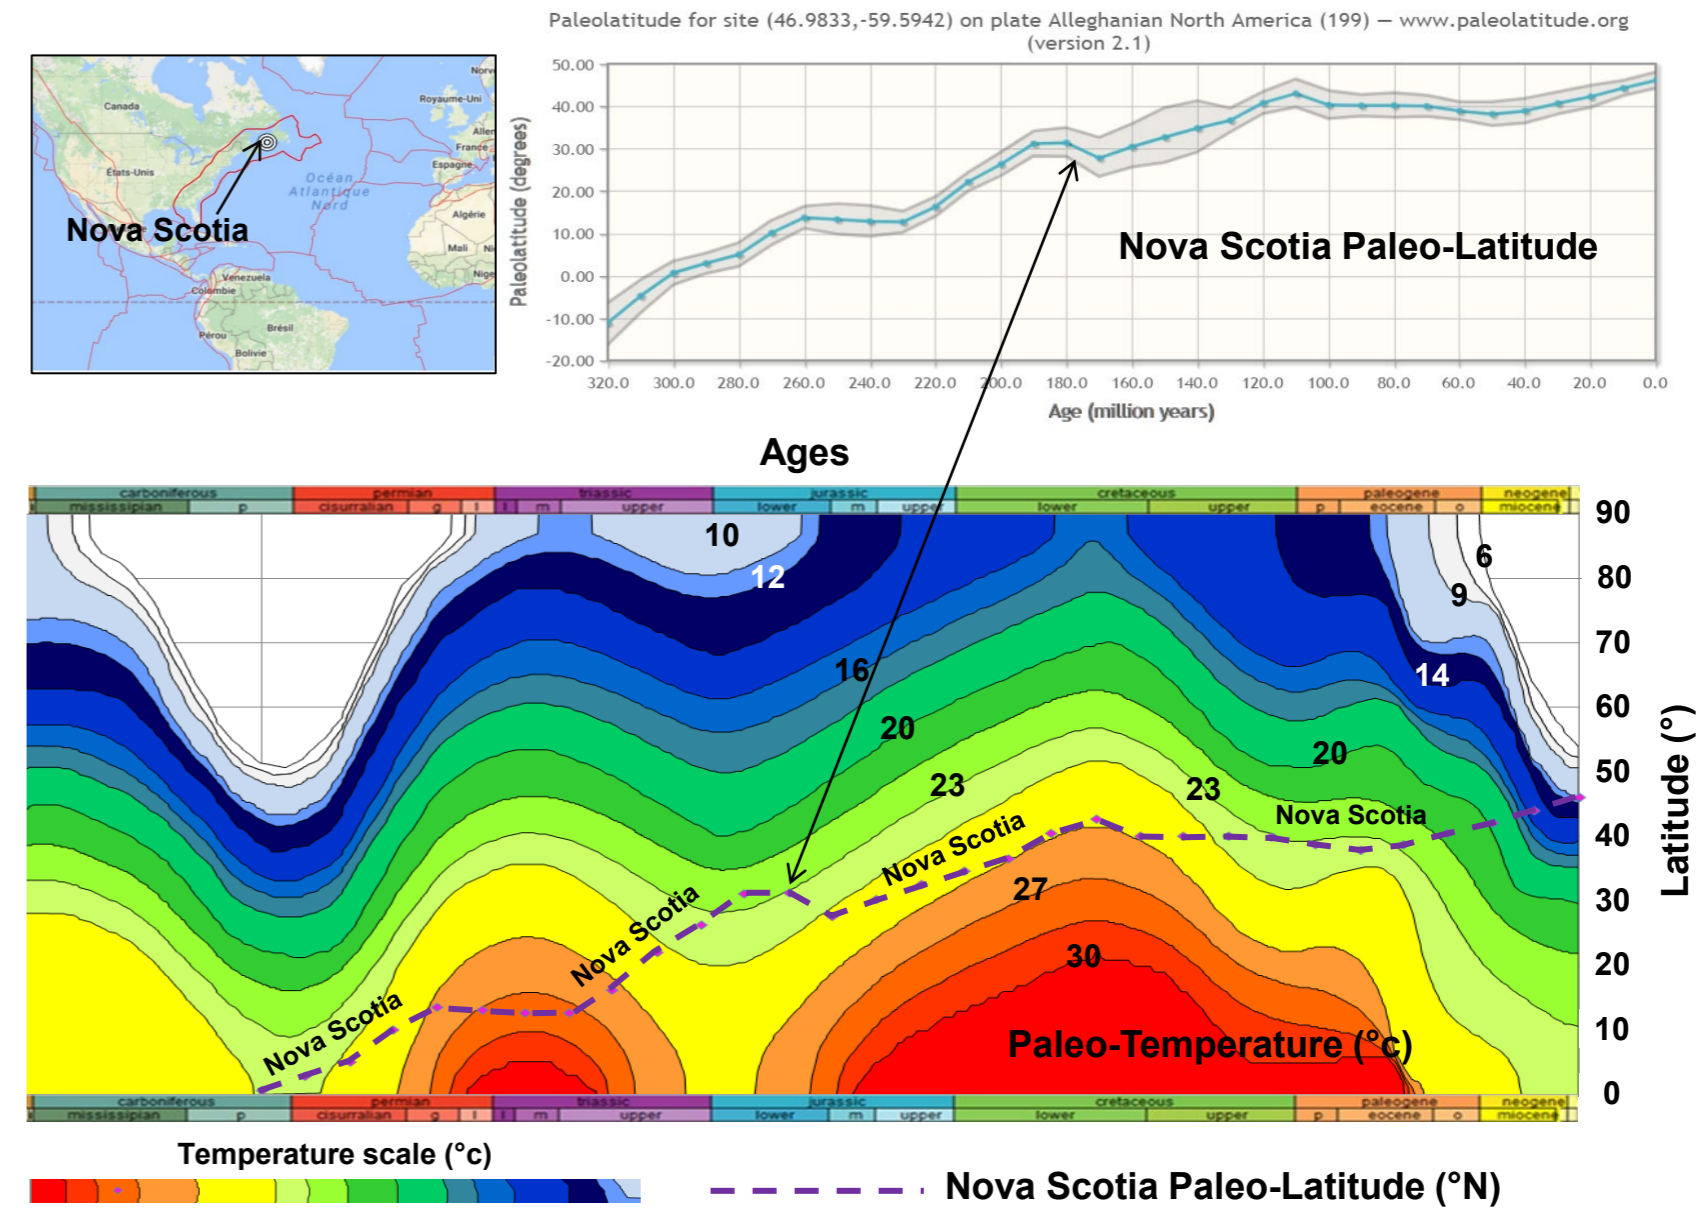 Paleolatitude for site (46.9833,-59.5942) on plate Alleghanian North America (199) — www.paleolatitude.org
(version 2.1)
Canada
États-Unis
Océan
Atlantique
Nord
Royaume-Uni
France
Espagne
Algérie
Mali
Venezuela
Colombie
Pérou
Brésil
Bolivie
Nova Scotia
Paleolatitude (degrees)
50.00
40.00
30.00
20.00
10.00
0.00
-10.00
-20.00
Nova Scotia Paleo-Latitude
320.0 300.0 280.0 260.0 240.0 220.0 200.0 180.0 160.0 140.0 120.0 100.0 80.0 60.0 40.0 20.0 0.0
Age (million years)
Ages
carboniferous permian triassic jurassic cretaceous paleogene neogene
mississipian p cisuralian g l l m upper lower m upper lower upper p eocene o miocene
90
80
70
60
50
40
30
20
10
0
Latitude (°)
10
12
6
9
14
16
20
20
23
23
27
30
Nova Scotia
Nova Scotia
Nova Scotia
Nova Scotia
Paleo-Temperature (°c)
carboniferous permian triassic jurassic cretaceous paleogene neogene
mississipian p cisuralian g l l m upper lower m upper lower upper p eocene o miocene
Temperature scale (°c)
Nova Scotia Paleo-Latitude (°N)